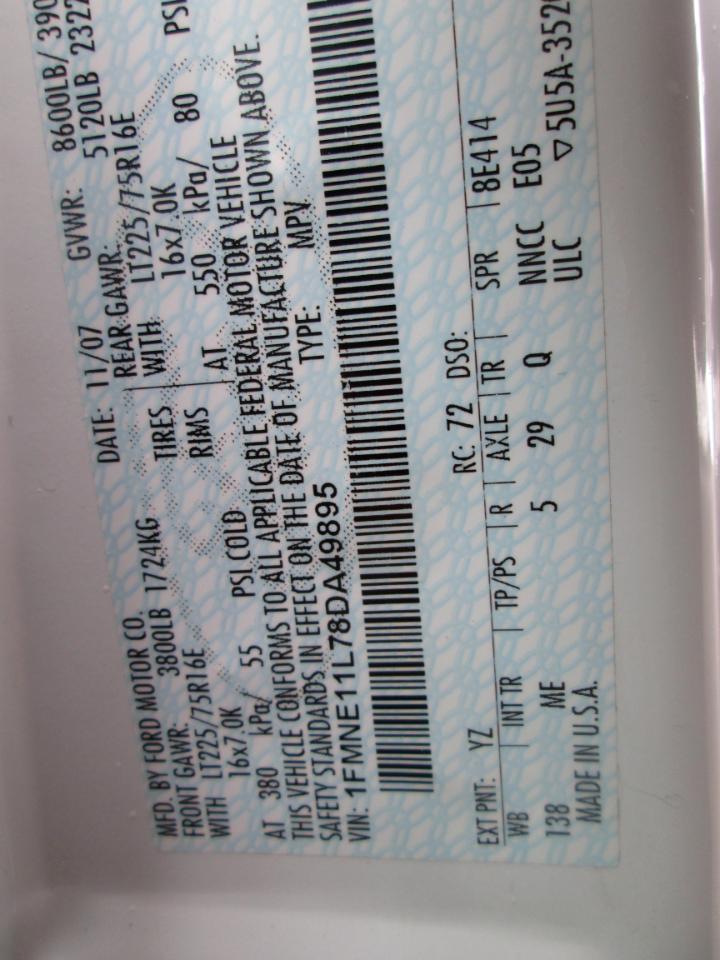 MFD. BY FORD MOTOR CO. DATE: 11/07 GVWR: 8600LB/ 390
FRONT GAWR: 3800LB 1724KG REAR GAWR: 5120LB 2322
WITH LT225/75R16E TIRES WITH LT225/75R16E
16x7.0K RIMS 16x7.0K
AT 380 kPa/ 55 PSI COLD AT 550 kPa/ 80 PSI
THIS VEHICLE CONFORMS TO ALL APPLICABLE FEDERAL MOTOR VEHICLE
SAFETY STANDARDS IN EFFECT ON THE DATE OF MANUFACTURE SHOWN ABOVE.
VIN: 1FMNE11L78DA49895 TYPE: MPV
EXT PNT: YZ RC: 72 DSO:
WB INT TR TP/PS R AXLE TR SPR 18E414
138 ME 5 29 Q NNCC E05
MADE IN U.S.A. ULC ▽5U5A-3520